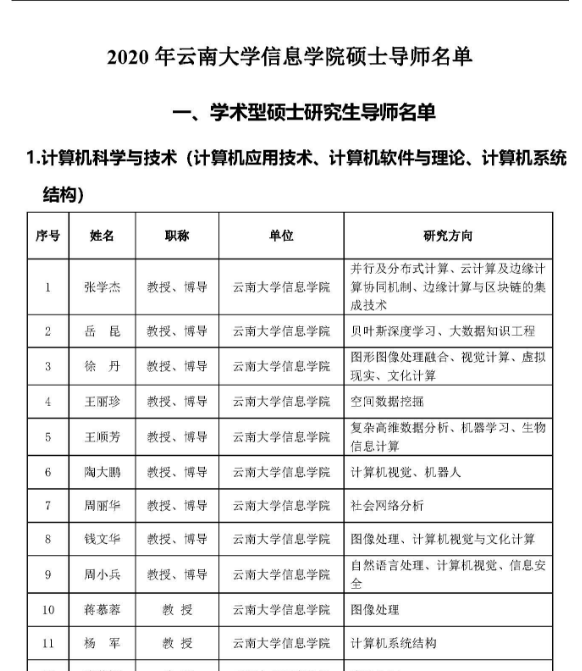 2020年云南大学信息学院硕士导师名单
一、学术型硕士研究生导师名单
1.计算机科学与技术（计算机应用技术、计算机软件与理论、计算机系统
结构）
序号 姓名 职称 单位 研究方向
1 张学杰 教授、博导 云南大学信息学院 并行及分布式计算、云计算及边缘计
算协同机制、边缘计算与区块链的集
成技术
2 岳 昆 教授、博导 云南大学信息学院 贝叶斯深度学习、大数据知识工程
3 徐 丹 教授、博导 云南大学信息学院 图形图像处理融合、视觉计算、虚拟
现实、文化计算
4 王丽珍 教授、博导 云南大学信息学院 空间数据挖掘
5 王顺芳 教授、博导 云南大学信息学院 复杂高维数据分析、机器学习、生物
信息计算
6 陶大鹏 教授、博导 云南大学信息学院 计算机视觉、机器人
7 周丽华 教授、博导 云南大学信息学院 社会网络分析
8 钱文华 教授、博导 云南大学信息学院 图像处理、计算机视觉与文化计算
9 周小兵 教授、博导 云南大学信息学院 自然语言处理、计算机视觉、信息安
全
10 蒋慕蓉 教 授 云南大学信息学院 图像处理
11 杨 军 教 授 云南大学信息学院 计算机系统结构